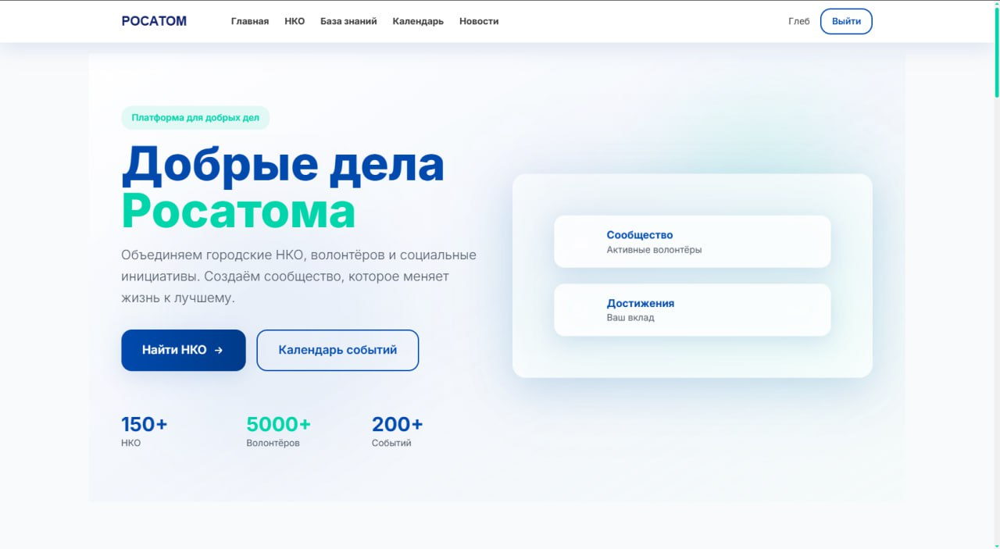 РОСАТОМ
Главная НКО База знаний Календарь Новости
Глеб Выйти
Платформа для добрых дел
Добрые дела
Росатома
Объединяем городские НКО, волонтёров и социальные
инициативы. Создаём сообщество, которое меняет
жизнь к лучшему.
Найти НКО →
Календарь событий
150+
НКО
5000+
Волонтёров
200+
Событий
Сообщество
Активные волонтёры
Достижения
Ваш вклад